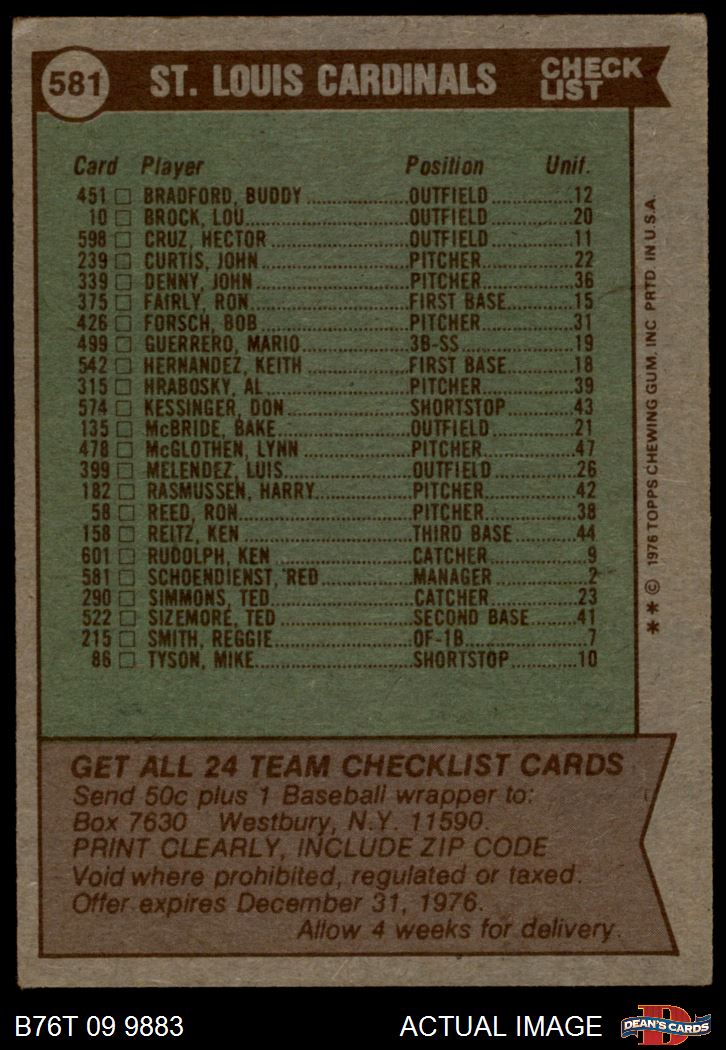 581 ST. LOUIS CARDINALS CHECK LIST
Card Player Position Unif.
451 □ BRADFORD, BUDDY OUTFIELD 12
10 □ BROCK, LOU OUTFIELD 20
598 □ CRUZ, HECTOR OUTFIELD 11
239 □ CURTIS, JOHN PITCHER 22
339 □ DENNY, JOHN PITCHER 36
375 □ FAIRLY, RON FIRST BASE 15
426 □ FORSCH, BOB PITCHER 31
499 □ GUERRERO, MARIO 3B-SS 19
542 □ HERNANDEZ, KEITH FIRST BASE 18
315 □ HRABOSKY, AL PITCHER 39
574 □ KESSINGER, DON SHORTSTOP 43
135 □ McBRIDE, BAKE OUTFIELD 21
478 □ McGLOTHEN, LYNN PITCHER 47
399 □ MELENDEZ, LUIS OUTFIELD 26
182 □ RASMUSSEN, HARRY PITCHER 42
58 □ REED, RON PITCHER 38
158 □ REITZ, KEN THIRD BASE 44
601 □ RUDOLPH, KEN CATCHER 9
581 □ SCHOENDIENST, RED MANAGER 2
290 □ SIMMONS, TED CATCHER 23
522 □ SIZEMORE, TED SECOND BASE 41
215 □ SMITH, REGGIE OF-1B 7
86 □ TYSON, MIKE SHORTSTOP 10
** © 1976 TOPPS CHEWING GUM, INC. PRTD. IN U.S.A.
GET ALL 24 TEAM CHECKLIST CARDS
Send 50c plus 1 Baseball wrapper to:
Box 7630 Westbury, N.Y. 11590.
PRINT CLEARLY, INCLUDE ZIP CODE
Void where prohibited, regulated or taxed.
Offer expires December 31, 1976.
Allow 4 weeks for delivery.
B76T 09 9883 ACTUAL IMAGE DEAN'S CARDS